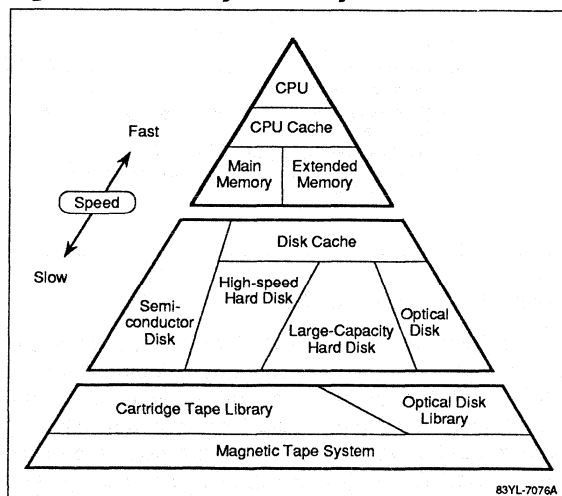 CPU
CPU Cache
Main
Memory
Extended
Memory
Fast
Speed
Slow
Disk Cache
Semi-
conductor
Disk
High-speed
Hard Disk
Large-Capacity
Hard Disk
Optical
Disk
Cartridge Tape Library
Optical Disk
Library
Magnetic Tape System
83YL-7076A